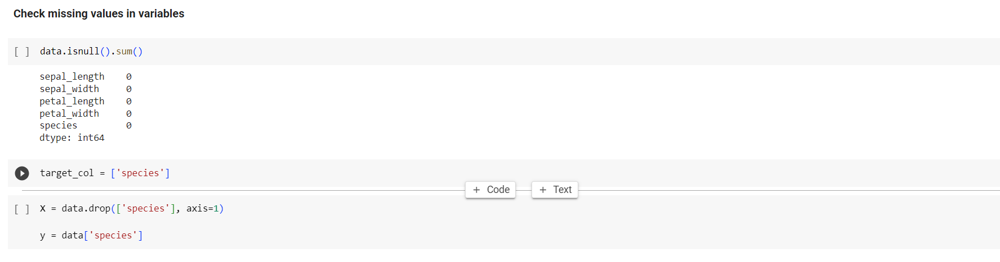 Check missing values in variables
[ ] data.isnull().sum()
sepal_length    0
sepal_width     0
petal_length    0
petal_width     0
species         0
dtype: int64
target_col = ['species']
+ Code + Text
[ ] X = data.drop(['species'], axis=1)
y = data['species']